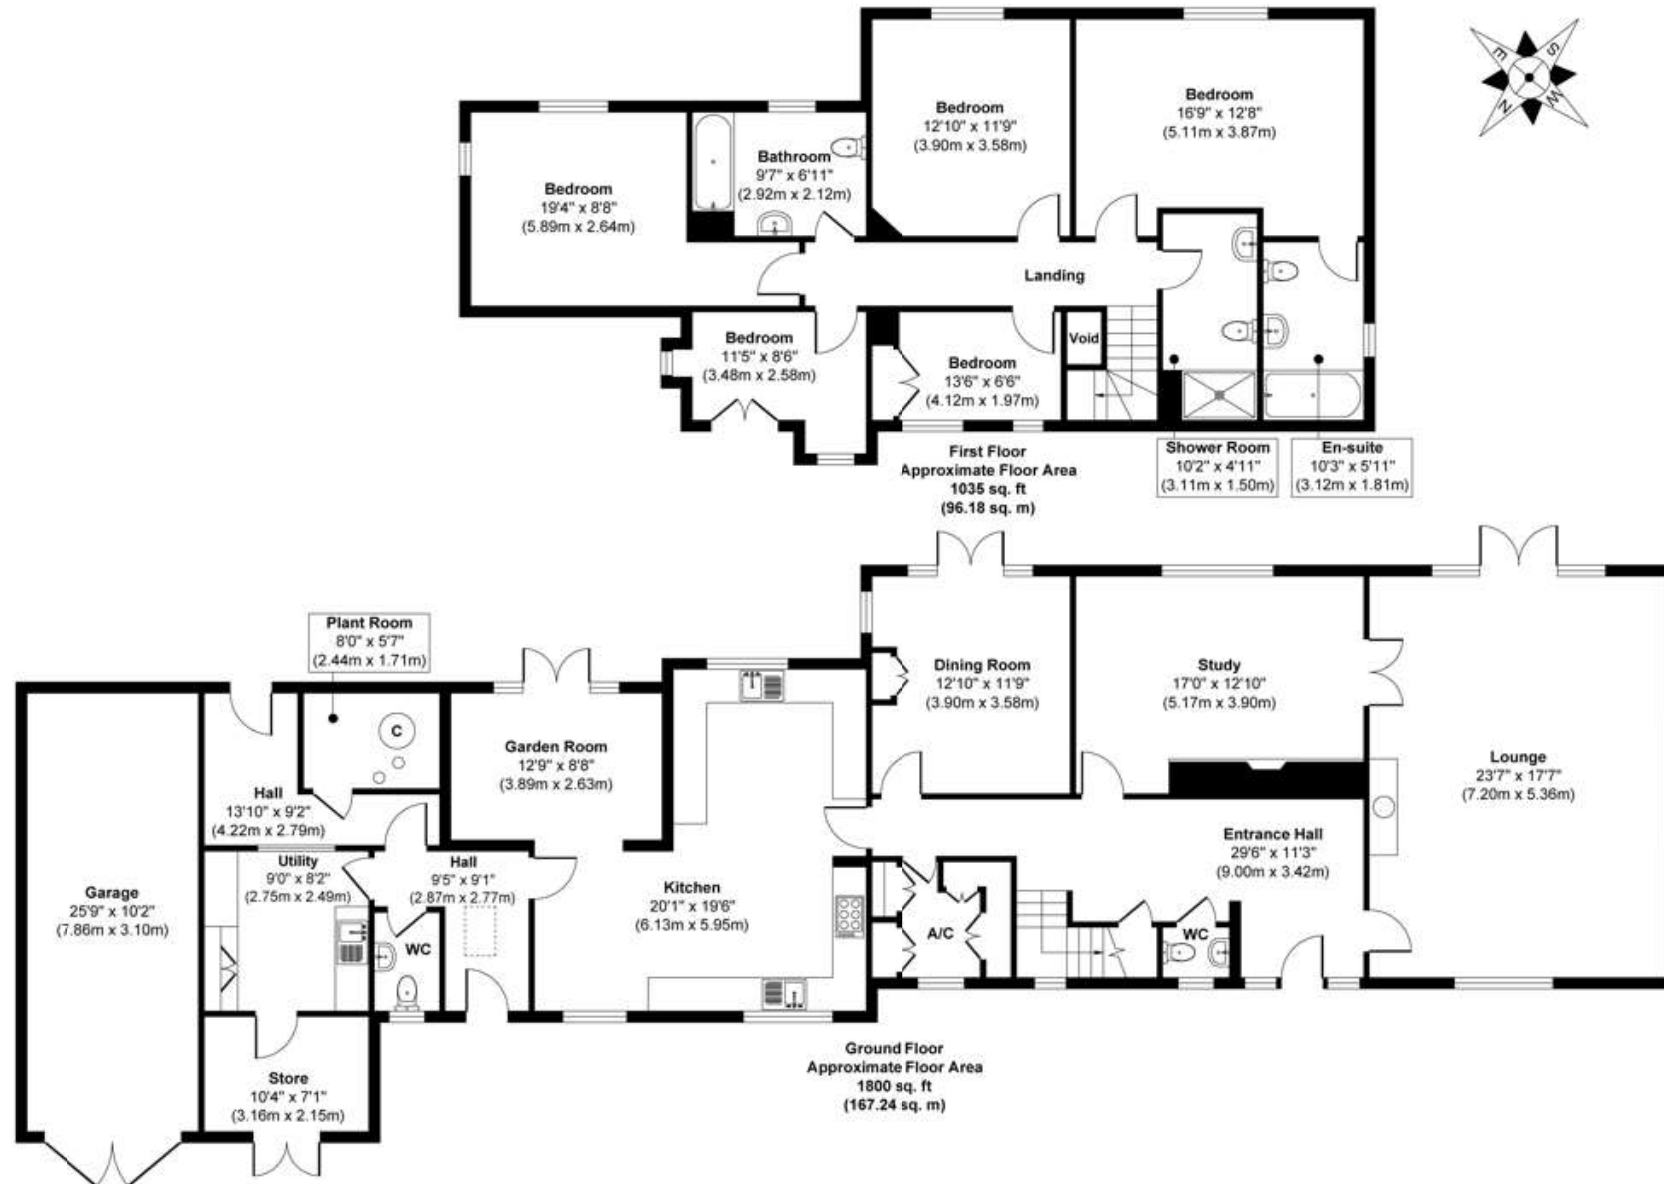 S
E
W
N
Bedroom
12'10" x 11'9"
(3.90m x 3.58m)
Bedroom
16'9" x 12'8"
(5.11m x 3.87m)
Bedroom
19'4" x 8'8"
(5.89m x 2.64m)
Bathroom
9'7" x 6'11"
(2.92m x 2.12m)
Landing
Bedroom
11'5" x 8'6"
(3.48m x 2.58m)
Bedroom
13'6" x 6'6"
(4.12m x 1.97m)
Void
Shower Room
10'2" x 4'11"
(3.11m x 1.50m)
En-suite
10'3" x 5'11"
(3.12m x 1.81m)
First Floor
Approximate Floor Area
1035 sq. ft
(96.18 sq. m)
Plant Room
8'0" x 5'7"
(2.44m x 1.71m)
C
Garden Room
12'9" x 8'8"
(3.89m x 2.63m)
Dining Room
12'10" x 11'9"
(3.90m x 3.58m)
Study
17'0" x 12'10"
(5.17m x 3.90m)
Lounge
23'7" x 17'7"
(7.20m x 5.36m)
Hall
13'10" x 9'2"
(4.22m x 2.79m)
Entrance Hall
29'6" x 11'3"
(9.00m x 3.42m)
Utility
9'0" x 8'2"
(2.75m x 2.49m)
Hall
9'5" x 9'1"
(2.87m x 2.77m)
Garage
25'9" x 10'2"
(7.86m x 3.10m)
Kitchen
20'1" x 19'6"
(6.13m x 5.95m)
WC
A/C
WC
Store
10'4" x 7'1"
(3.16m x 2.15m)
Ground Floor
Approximate Floor Area
1800 sq. ft
(167.24 sq. m)